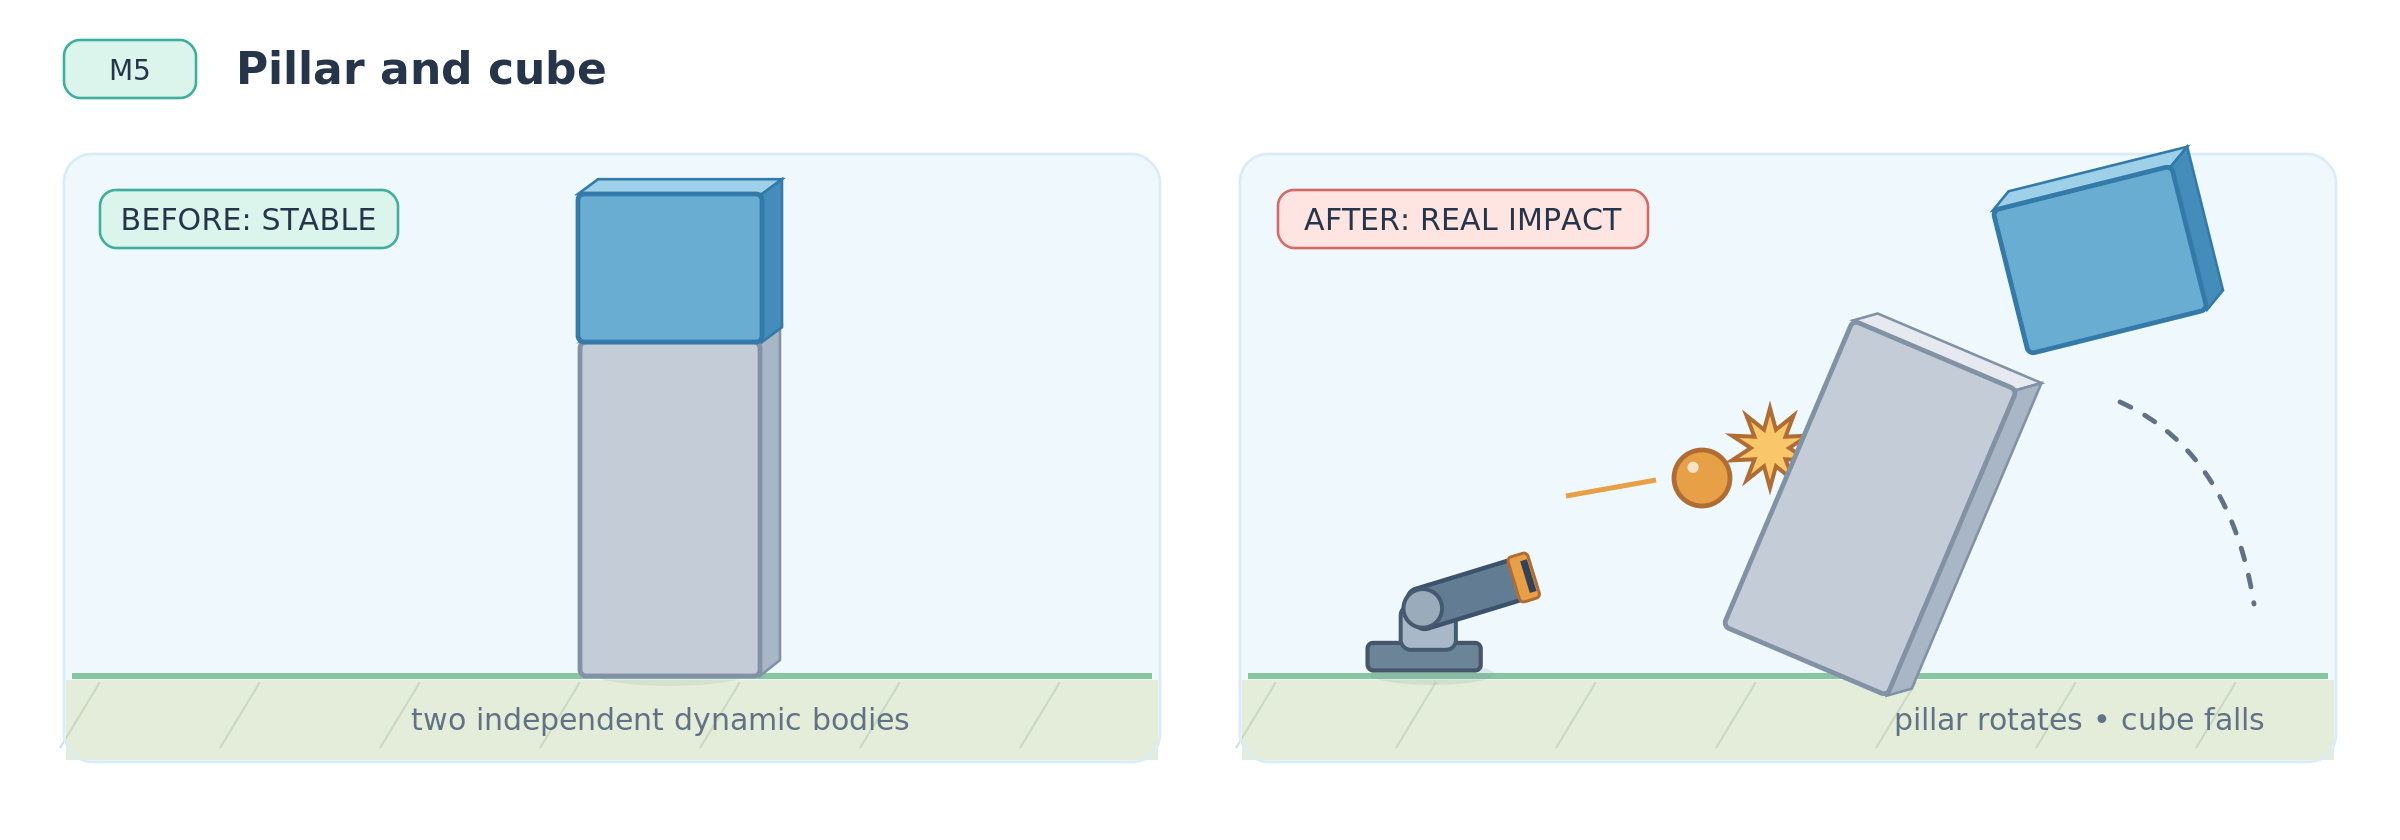 M5
Pillar and cube
BEFORE: STABLE
two independent dynamic bodies
AFTER: REAL IMPACT
pillar rotates • cube falls